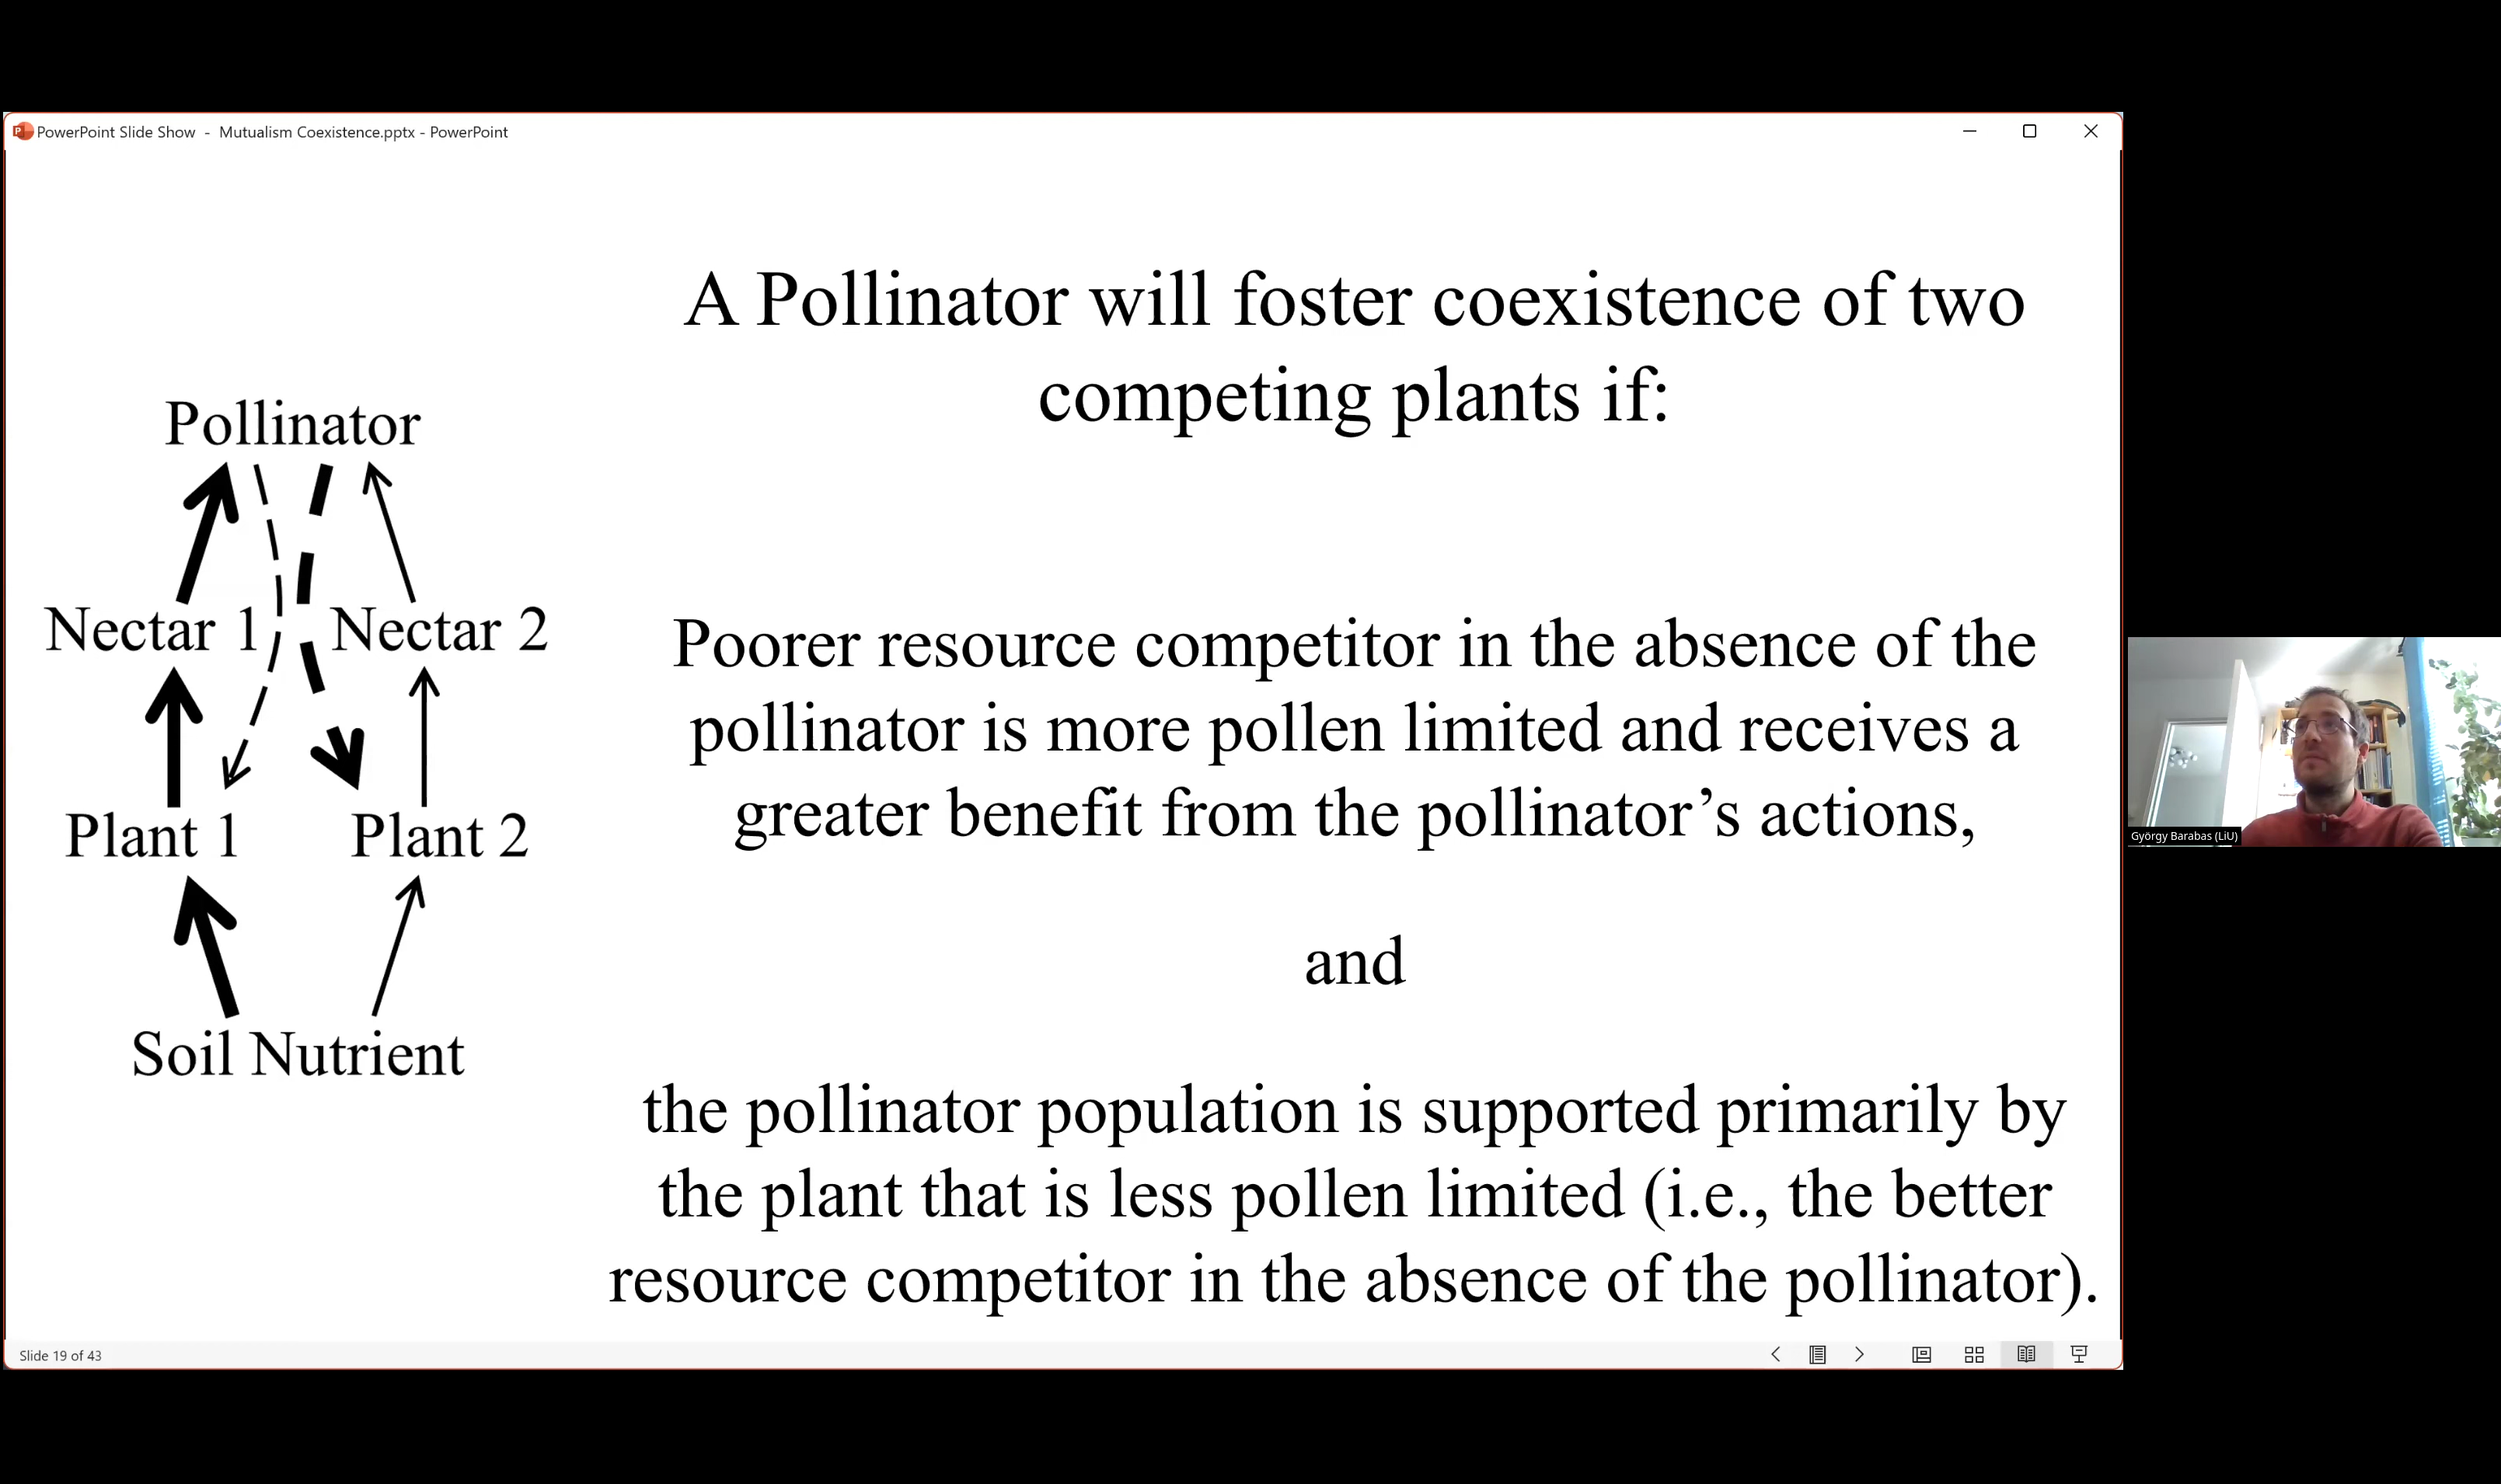 PowerPoint Slide Show - Mutualism Coexistence.pptx - PowerPoint
A Pollinator will foster coexistence of two
competing plants if:
Pollinator
Nectar 1 Nectar 2
Plant 1 Plant 2
Soil Nutrient
Poorer resource competitor in the absence of the
pollinator is more pollen limited and receives a
greater benefit from the pollinator’s actions,
and
the pollinator population is supported primarily by
the plant that is less pollen limited (i.e., the better
resource competitor in the absence of the pollinator).
György Barabas (LiU)
Slide 19 of 43